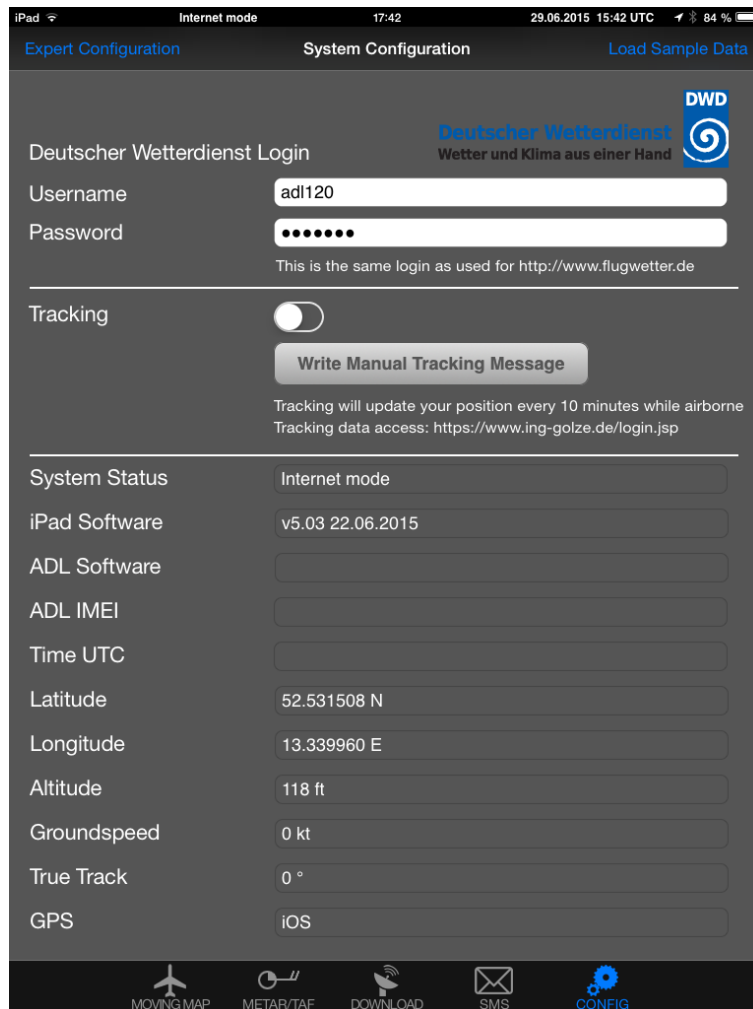 iPad Internet mode 17:42 29.06.2015 15:42 UTC 84 %
Expert Configuration System Configuration Load Sample Data
DWD
Deutscher Wetterdienst
Wetter und Klima aus einer Hand
Deutscher Wetterdienst Login
Username adl120
Password •••••••
This is the same login as used for http://www.flugwetter.de
Tracking
Write Manual Tracking Message
Tracking will update your position every 10 minutes while airborne
Tracking data access: https://www.ing-golze.de/login.jsp
System Status Internet mode
iPad Software v5.03 22.06.2015
ADL Software
ADL IMEI
Time UTC
Latitude 52.531508 N
Longitude 13.339960 E
Altitude 118 ft
Groundspeed 0 kt
True Track 0 °
GPS iOS
MOVING MAP METAR/TAF DOWNLOAD SMS CONFIG